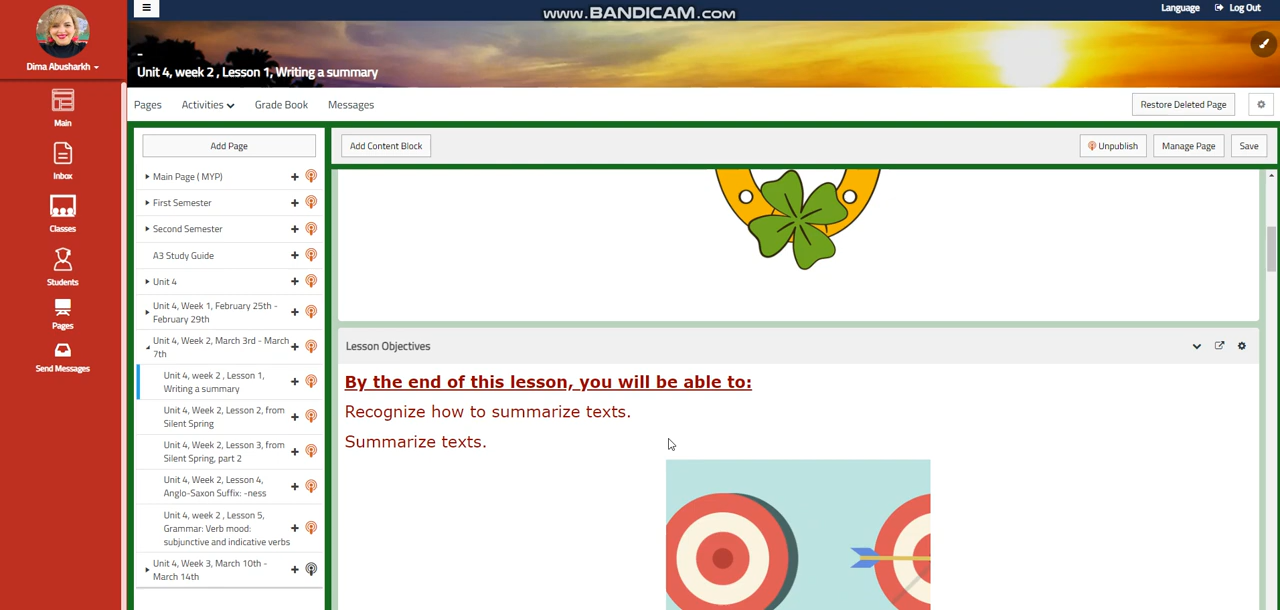 www.BANDICAM.com
Language
Log Out
Dima Abusharkh
-
Unit 4, week 2 , Lesson 1, Writing a summary
Pages
Activities
Grade Book
Messages
Restore Deleted Page
Main
Inbox
Classes
Students
Pages
Send Messages
Add Page
Main Page ( MYP)
First Semester
Second Semester
A3 Study Guide
Unit 4
Unit 4, Week 1, February 25th -
February 29th
Unit 4, Week 2, March 3rd - March
7th
Unit 4, week 2 , Lesson 1,
Writing a summary
Unit 4, Week 2, Lesson 2, from
Silent Spring
Unit 4, Week 2, Lesson 3, from
Silent Spring, part 2
Unit 4, Week 2, Lesson 4,
Anglo-Saxon Suffix: -ness
Unit 4, week 2 , Lesson 5,
Grammar: Verb mood:
subjunctive and indicative verbs
Unit 4, Week 3, March 10th -
March 14th
Add Content Block
Unpublish
Manage Page
Save
Lesson Objectives
By the end of this lesson, you will be able to:
Recognize how to summarize texts.
Summarize texts.